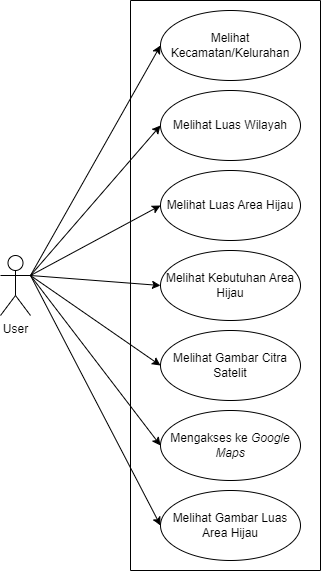 Melihat
Kecamatan/Kelurahan
Melihat Luas Wilayah
Melihat Luas Area Hijau
Melihat Kebutuhan Area
Hijau
User
Melihat Gambar Citra
Satelit
Mengakses ke Google
Maps
Melihat Gambar Luas
Area Hijau